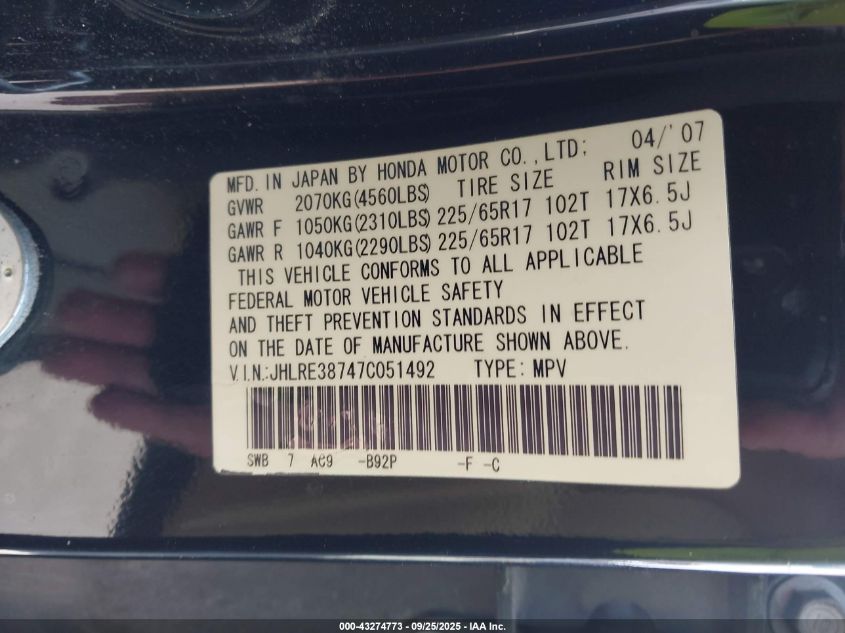 MFD. IN JAPAN BY HONDA MOTOR CO.,LTD; 04/'07
GVWR 2070KG(4560LBS) TIRE SIZE RIM SIZE
GAWR F 1050KG(2310LBS) 225/65R17 102T 17X6.5J
GAWR R 1040KG(2290LBS) 225/65R17 102T 17X6.5J
THIS VEHICLE CONFORMS TO ALL APPLICABLE
FEDERAL MOTOR VEHICLE SAFETY
AND THEFT PREVENTION STANDARDS IN EFFECT
ON THE DATE OF MANUFACTURE SHOWN ABOVE.
V.I.N.:JHLRE38747C051492 TYPE: MPV
SWB 7 AC9 -B92P -F -C
000-43274773 - 09/25/2025 - IAA Inc.